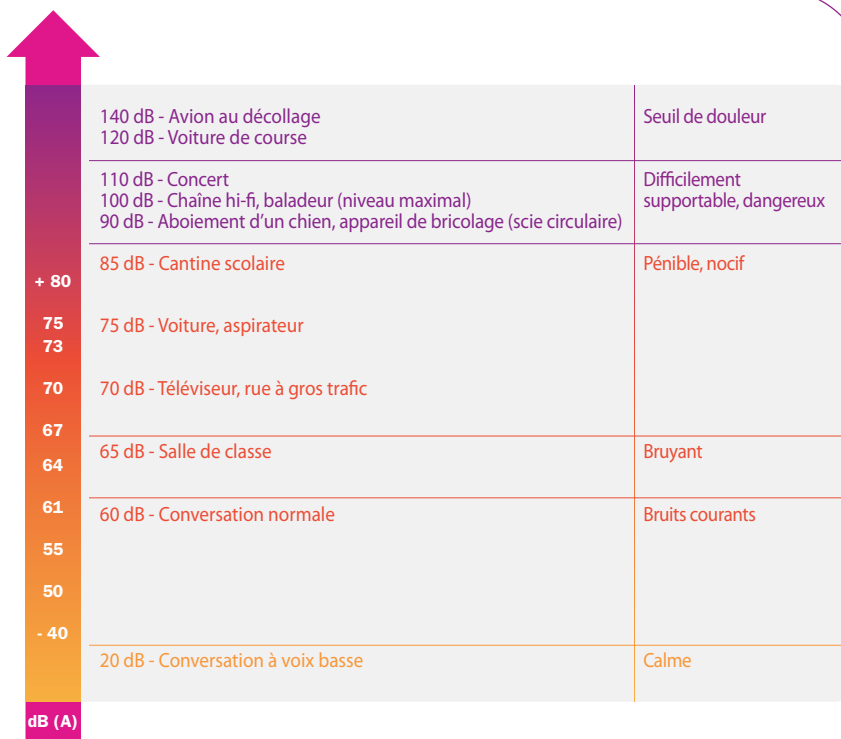 140 dB - Avion au décollage
120 dB - Voiture de course
Seuil de douleur
110 dB - Concert
100 dB - Chaîne hi-fi, baladeur (niveau maximal)
90 dB - Aboiement d’un chien, appareil de bricolage (scie circulaire)
Difficilement
supportable, dangereux
85 dB - Cantine scolaire
Pénible, nocif
+ 80
75
73
75 dB - Voiture, aspirateur
70
70 dB - Téléviseur, rue à gros trafic
67
64
65 dB - Salle de classe
Bruyant
61
60 dB - Conversation normale
Bruits courants
55
50
- 40
20 dB - Conversation à voix basse
Calme
dB (A)